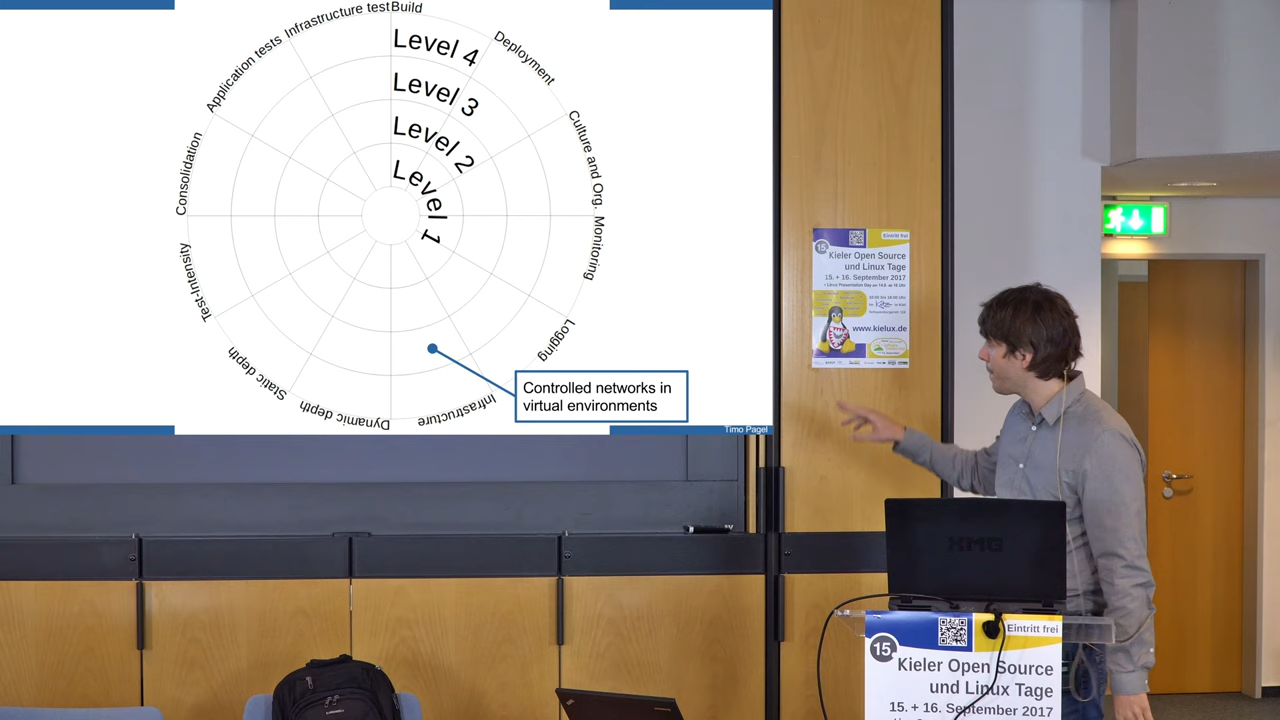 Infrastructure test
Build
Deployment
Culture and Org.
Monitoring
Logging
Infrastructure
Dynamic depth
Static depth
Test-Intensity
Consolidation
Application tests
Level 4
Level 3
Level 2
Level 1
Controlled networks in
virtual environments
Timo Pagel
Eintritt frei
15.
Kieler Open Source
und Linux Tage
15. + 16. September 2017
www.kielux.de
XMG
Eintritt frei
15.
Kieler Open Source
und Linux Tage
15. + 16. September 2017